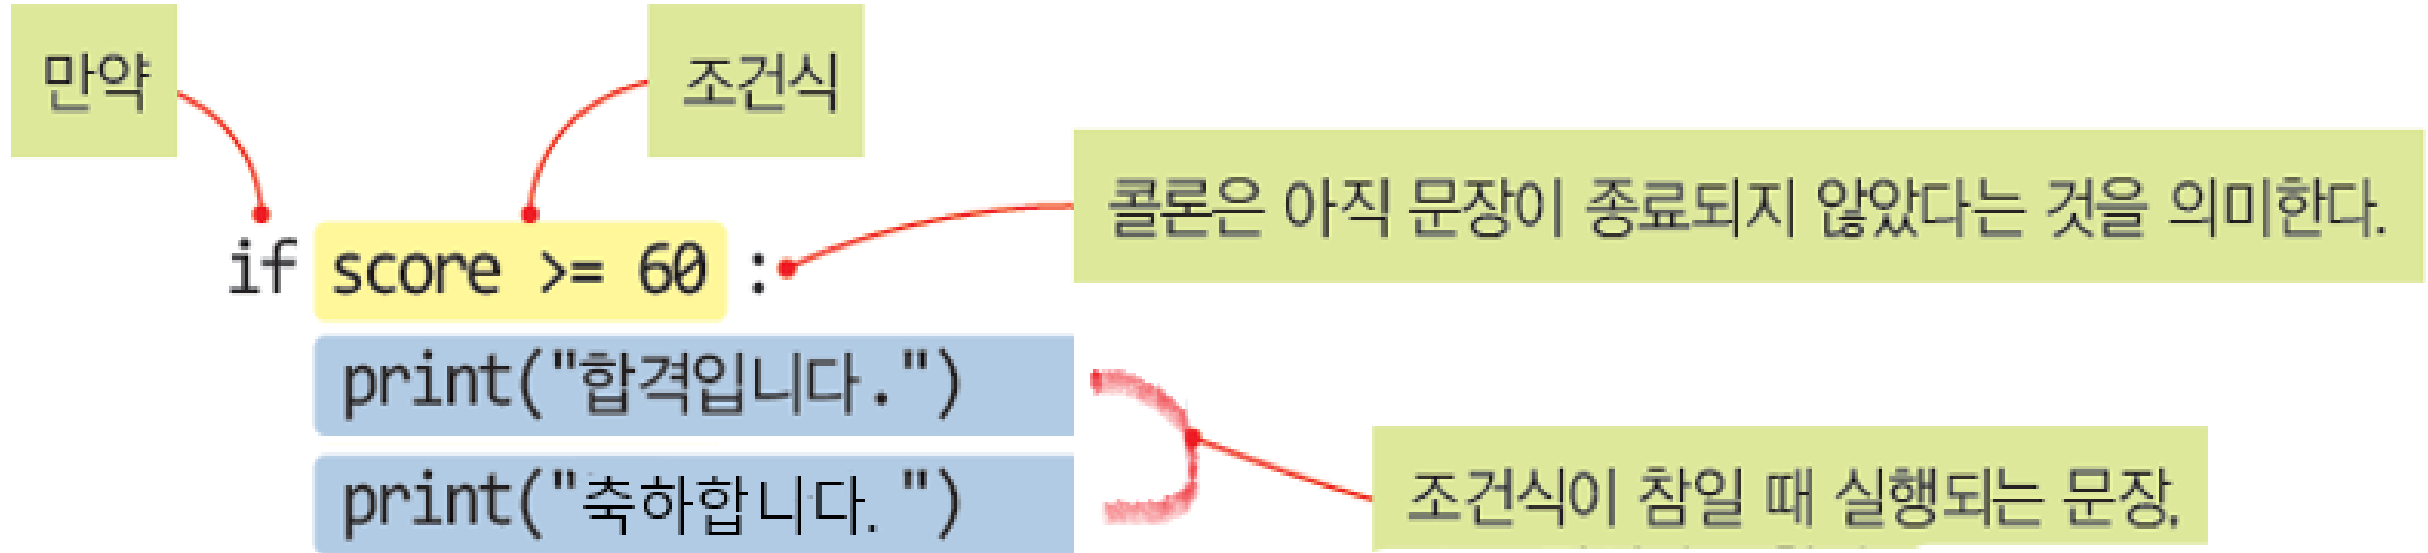 만약
조건식
콜론은 아직 문장이 종료되지 않았다는 것을 의미한다.
if score >= 60 :
print("합격입니다.")
print("축하합니다. ")
조건식이 참일 때 실행되는 문장,